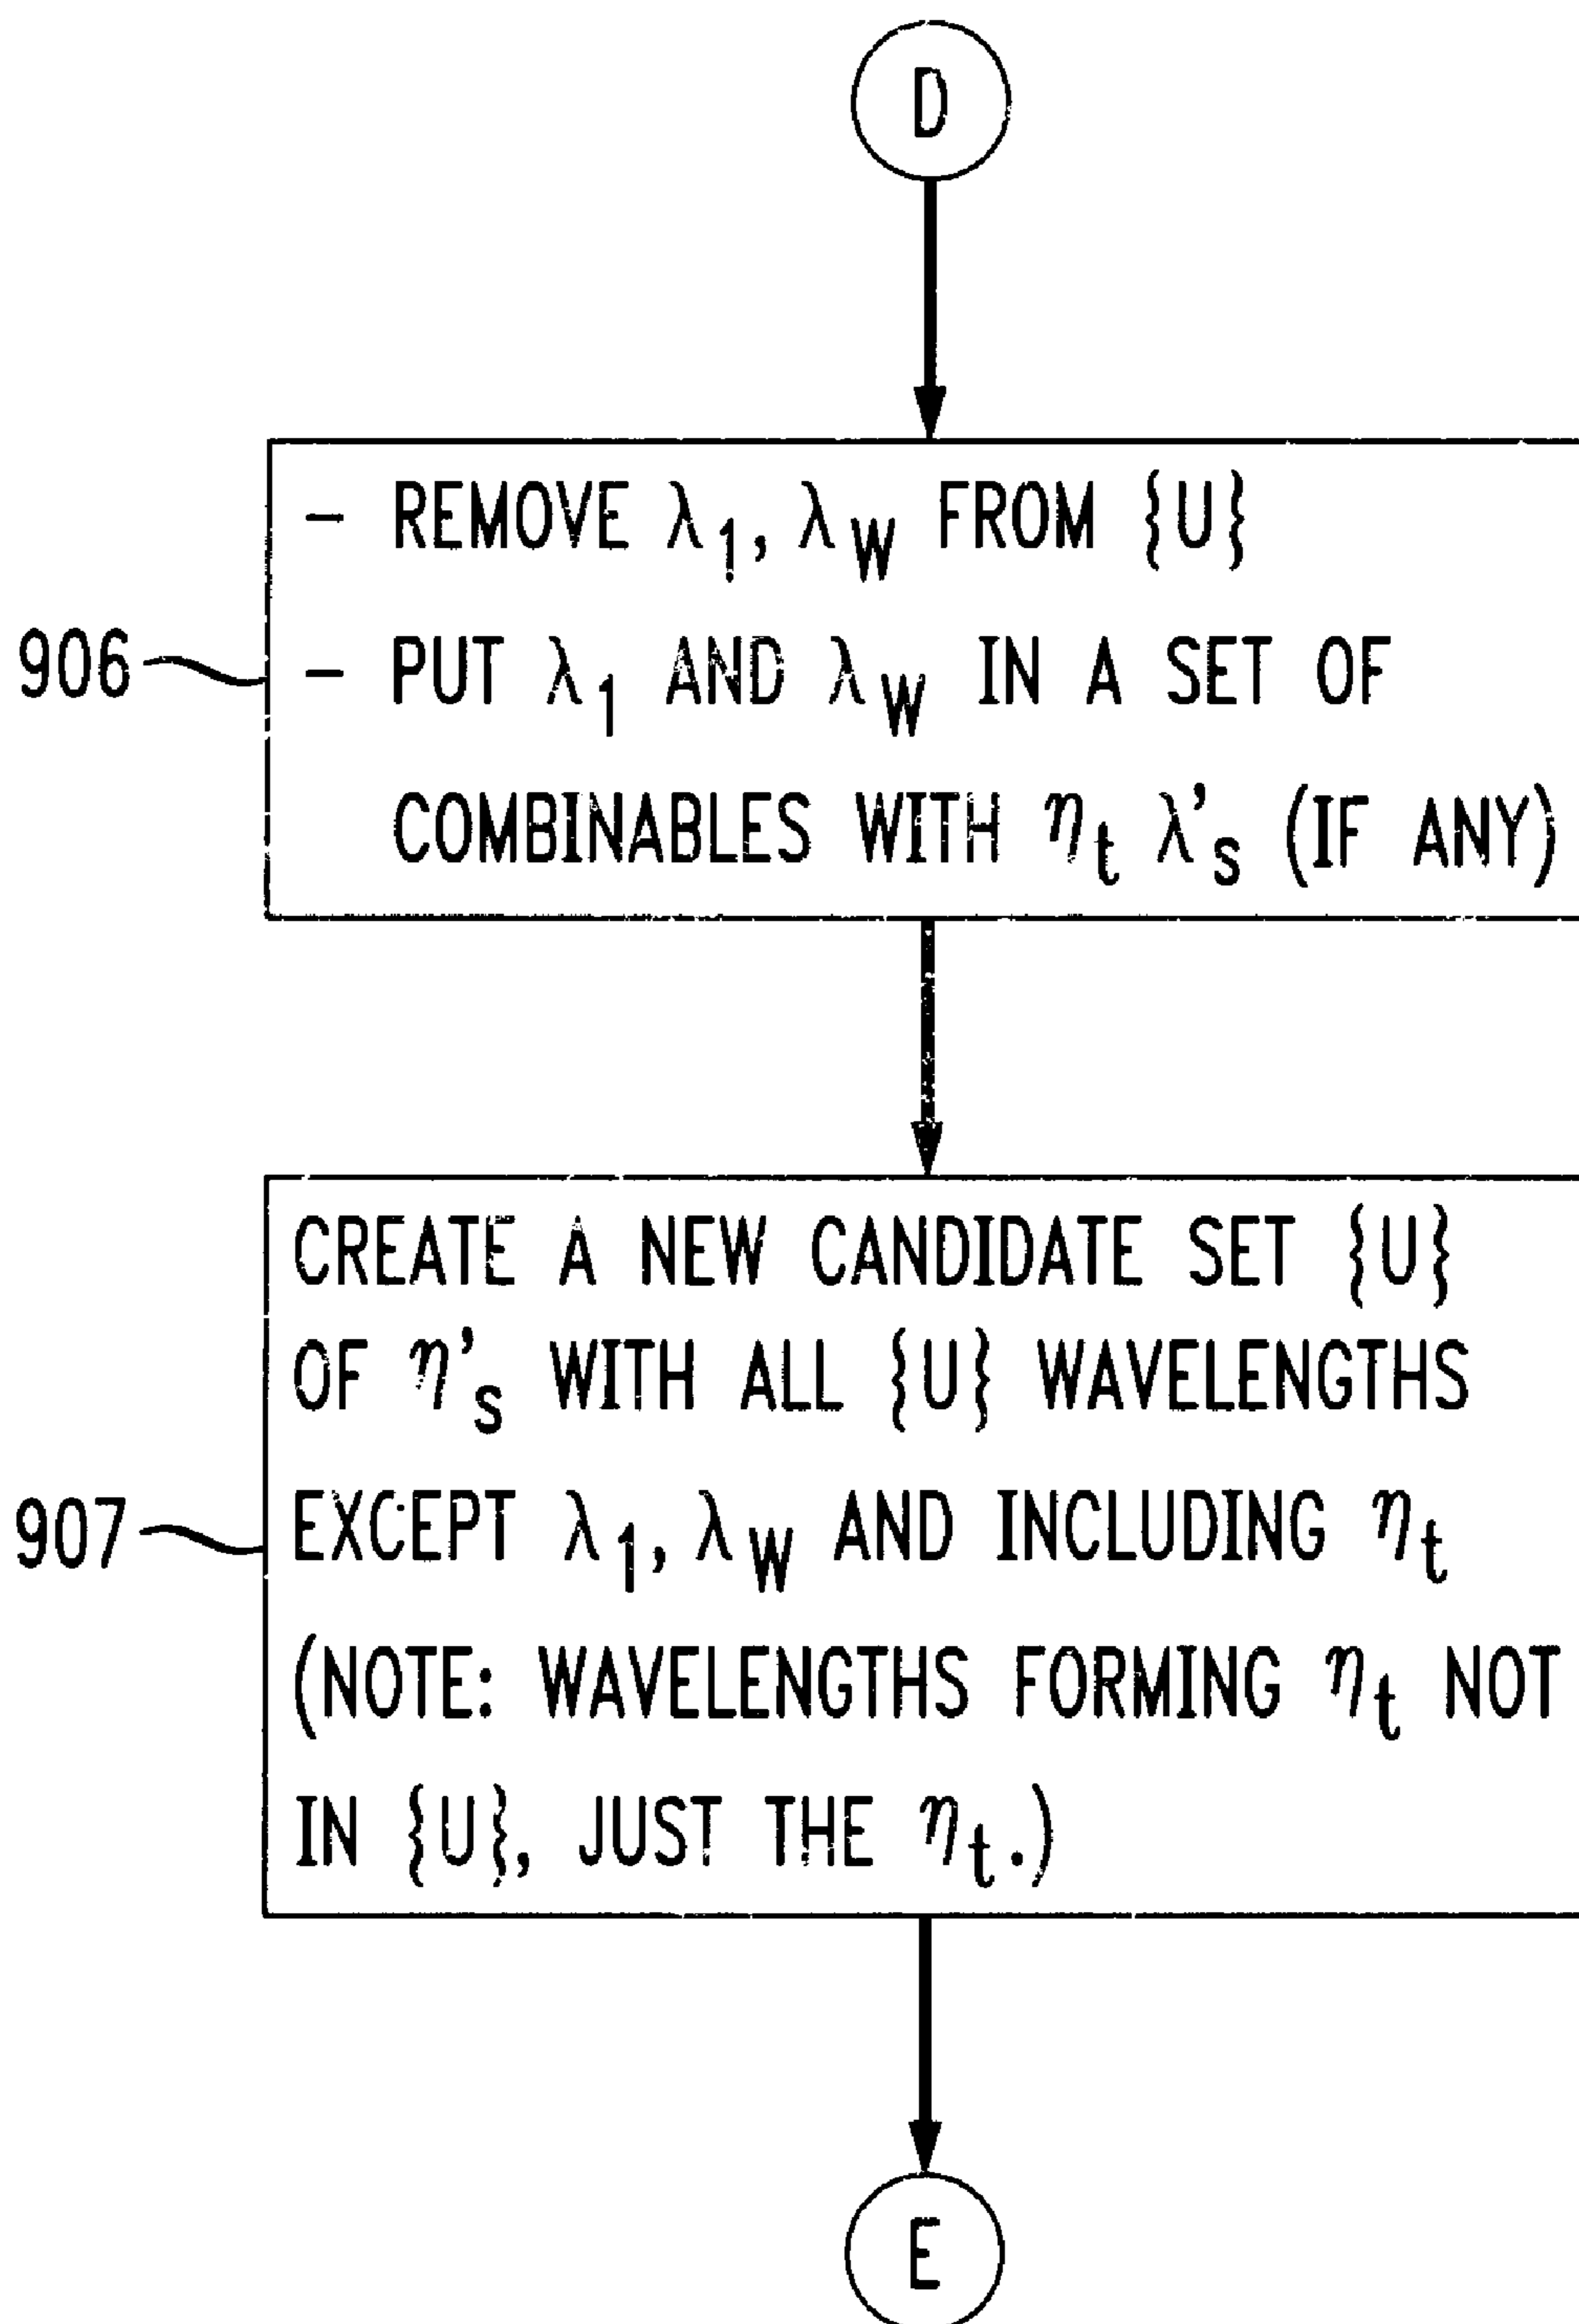 D
- REMOVE λ1, λW FROM {U}
906
- PUT λ1 AND λW IN A SET OF
COMBINABLES WITH ηt λ's (IF ANY)
CREATE A NEW CANDIDATE SET {U}
OF η's WITH ALL {U} WAVELENGTHS
907
EXCEPT λ1, λW AND INCLUDING ηt
(NOTE: WAVELENGTHS FORMING ηt NOT
IN {U}, JUST THE ηt.)
E